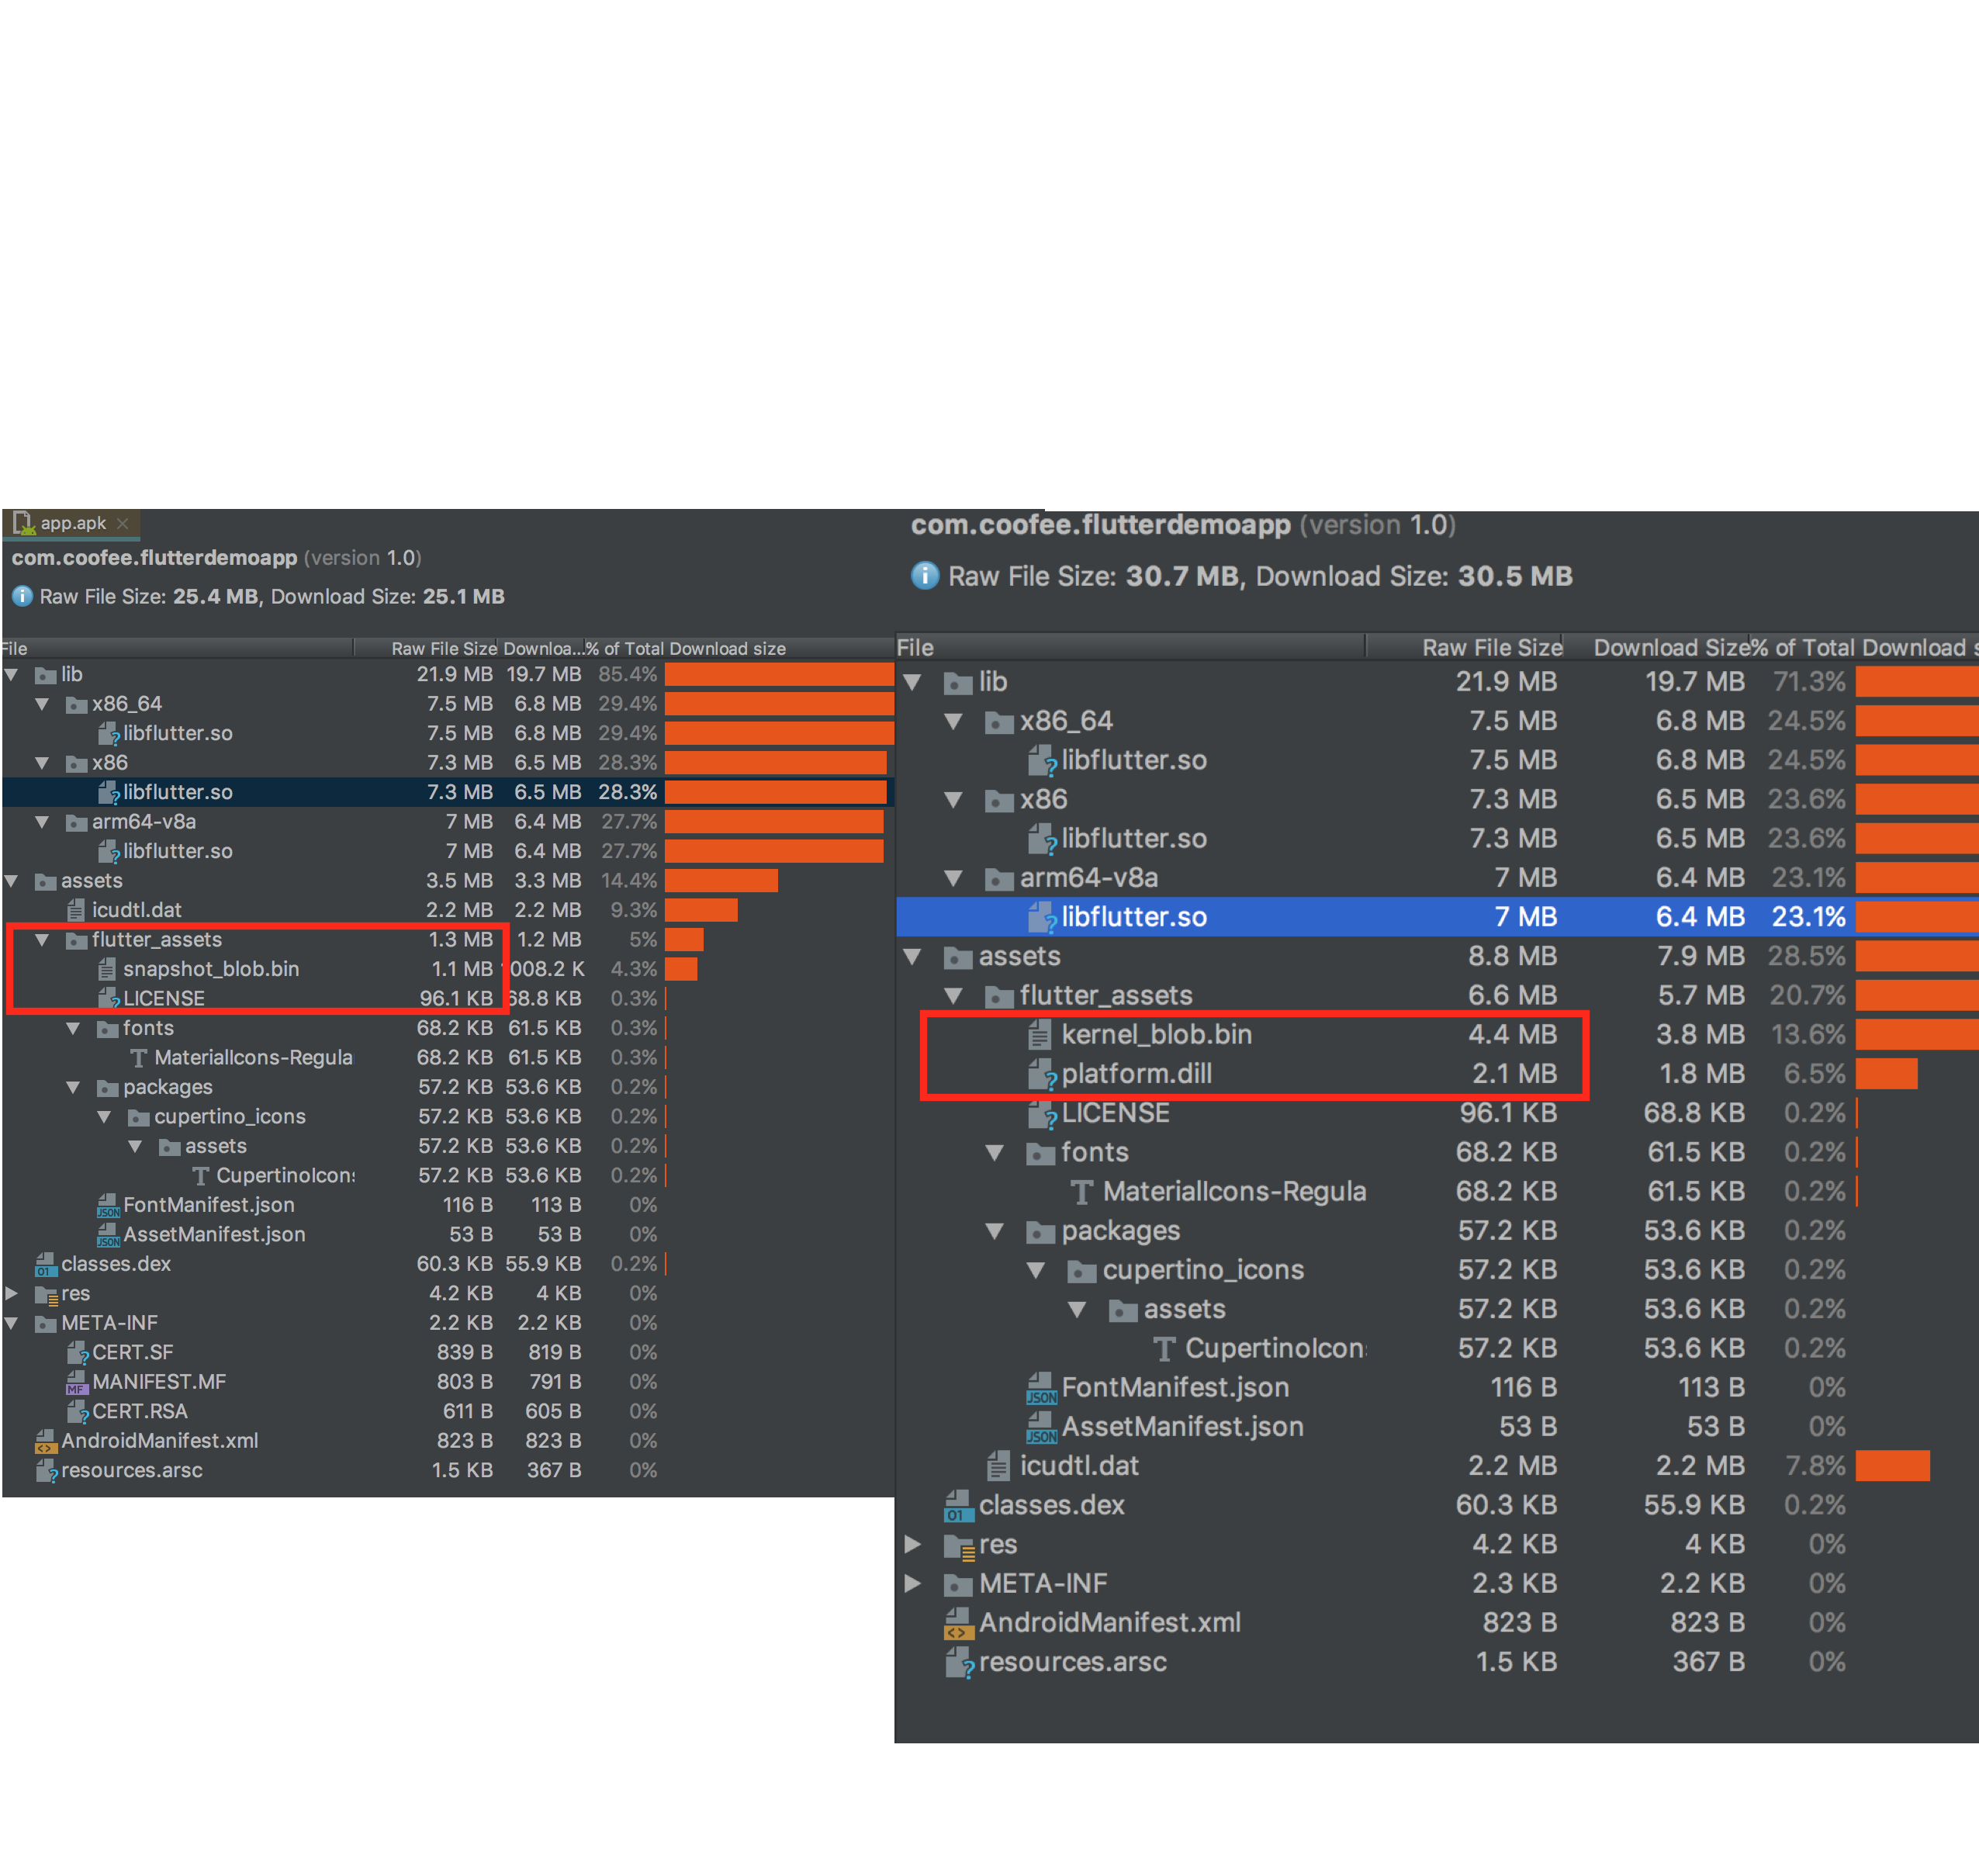 app.apk
com.coofee.flutterdemoapp (version 1.0)
Raw File Size: 25.4 MB, Download Size: 25.1 MB
File Raw File Size Downloa...% of Total Download size
lib 21.9 MB 19.7 MB 85.4%
x86_64 7.5 MB 6.8 MB 29.4%
libflutter.so 7.5 MB 6.8 MB 29.4%
x86 7.3 MB 6.5 MB 28.3%
libflutter.so 7.3 MB 6.5 MB 28.3%
arm64-v8a 7 MB 6.4 MB 27.7%
libflutter.so 7 MB 6.4 MB 27.7%
assets 3.5 MB 3.3 MB 14.4%
icudtl.dat 2.2 MB 2.2 MB 9.3%
flutter_assets 1.3 MB 1.2 MB 5%
snapshot_blob.bin 1.1 MB 1008.2 K 4.3%
LICENSE 96.1 KB 68.8 KB 0.3%
fonts 68.2 KB 61.5 KB 0.3%
MaterialIcons-Regula 68.2 KB 61.5 KB 0.3%
packages 57.2 KB 53.6 KB 0.2%
cupertino_icons 57.2 KB 53.6 KB 0.2%
assets 57.2 KB 53.6 KB 0.2%
CupertinoIcons 57.2 KB 53.6 KB 0.2%
FontManifest.json 116 B 113 B 0%
AssetManifest.json 53 B 53 B 0%
classes.dex 60.3 KB 55.9 KB 0.2%
res 4.2 KB 4 KB 0%
META-INF 2.2 KB 2.2 KB 0%
CERT.SF 839 B 819 B 0%
MANIFEST.MF 803 B 791 B 0%
CERT.RSA 611 B 605 B 0%
AndroidManifest.xml 823 B 823 B 0%
resources.arsc 1.5 KB 367 B 0%
com.coofee.flutterdemoapp (version 1.0)
Raw File Size: 30.7 MB, Download Size: 30.5 MB
File Raw File Size Download Size % of Total Download s
lib 21.9 MB 19.7 MB 71.3%
x86_64 7.5 MB 6.8 MB 24.5%
libflutter.so 7.5 MB 6.8 MB 24.5%
x86 7.3 MB 6.5 MB 23.6%
libflutter.so 7.3 MB 6.5 MB 23.6%
arm64-v8a 7 MB 6.4 MB 23.1%
libflutter.so 7 MB 6.4 MB 23.1%
assets 8.8 MB 7.9 MB 28.5%
flutter_assets 6.6 MB 5.7 MB 20.7%
kernel_blob.bin 4.4 MB 3.8 MB 13.6%
platform.dill 2.1 MB 1.8 MB 6.5%
LICENSE 96.1 KB 68.8 KB 0.2%
fonts 68.2 KB 61.5 KB 0.2%
MaterialIcons-Regula 68.2 KB 61.5 KB 0.2%
packages 57.2 KB 53.6 KB 0.2%
cupertino_icons 57.2 KB 53.6 KB 0.2%
assets 57.2 KB 53.6 KB 0.2%
CupertinoIcon 57.2 KB 53.6 KB 0.2%
FontManifest.json 116 B 113 B 0%
AssetManifest.json 53 B 53 B 0%
icudtl.dat 2.2 MB 2.2 MB 7.8%
classes.dex 60.3 KB 55.9 KB 0.2%
res 4.2 KB 4 KB 0%
META-INF 2.3 KB 2.2 KB 0%
AndroidManifest.xml 823 B 823 B 0%
resources.arsc 1.5 KB 367 B 0%